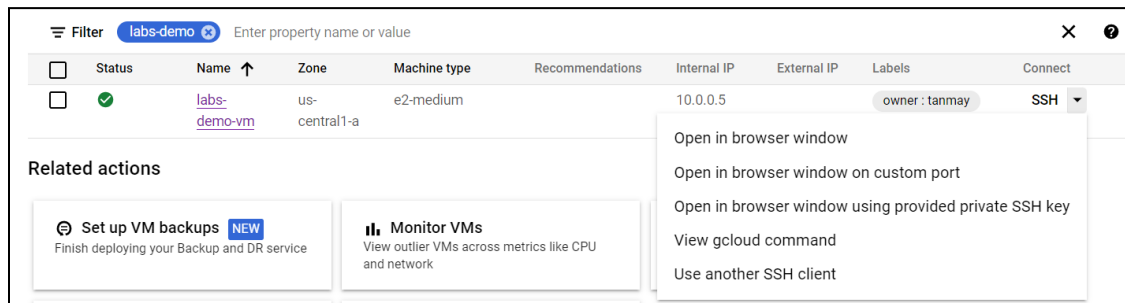 Filter labs-demo Enter property name or value
Status Name Zone Machine type Recommendations Internal IP External IP Labels Connect
labs- us- e2-medium 10.0.0.5 owner : tanmay SSH
demo-vm central1-a
Open in browser window
Open in browser window on custom port
Open in browser window using provided private SSH key
View gcloud command
Use another SSH client
Related actions
Set up VM backups NEW
Finish deploying your Backup and DR service
Monitor VMs
View outlier VMs across metrics like CPU
and network